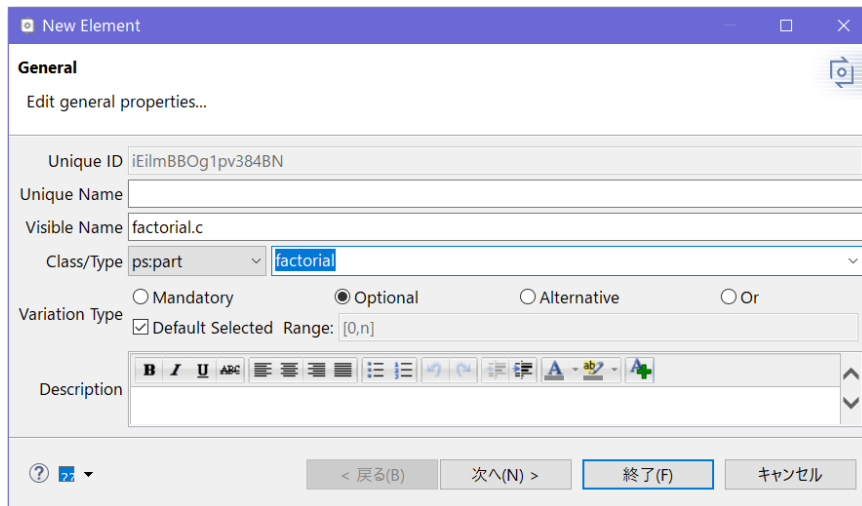 New Element
General
Edit general properties...
Unique ID iEilmBBOg1pv384BN
Unique Name
Visible Name factorial.c
Class/Type ps:part factorial
Variation Type
Mandatory Optional Alternative Or
Default Selected Range: [0,n]
B I U ABC A ab A
Description
< 戻る(B) 次へ(N) > 終了(F) キャンセル